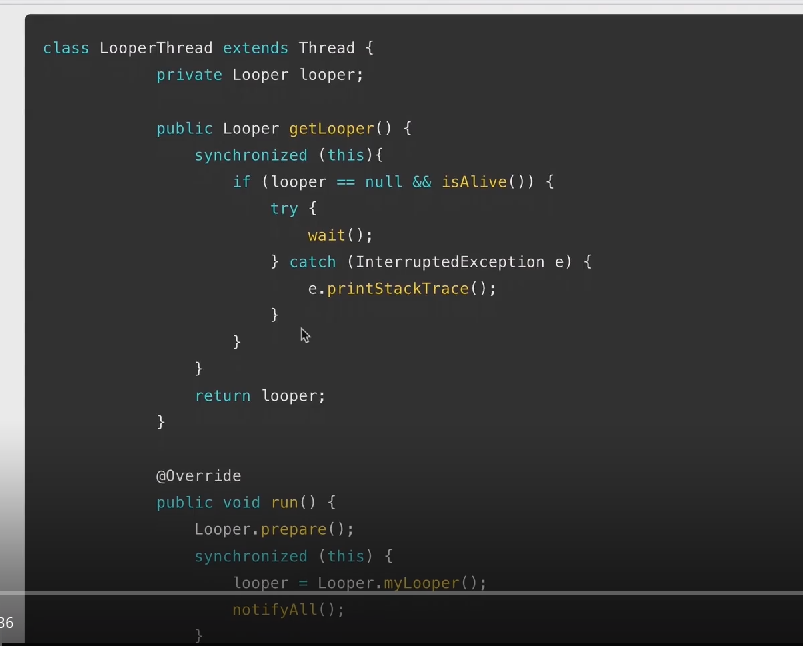 class LooperThread extends Thread {
private Looper looper;
public Looper getLooper() {
synchronized (this){
if (looper == null && isAlive()) {
try {
wait();
} catch (InterruptedException e) {
e.printStackTrace();
}
}
}
return looper;
}
@Override
public void run() {
Looper.prepare();
synchronized (this) {
looper = Looper.myLooper();
notifyAll();
}